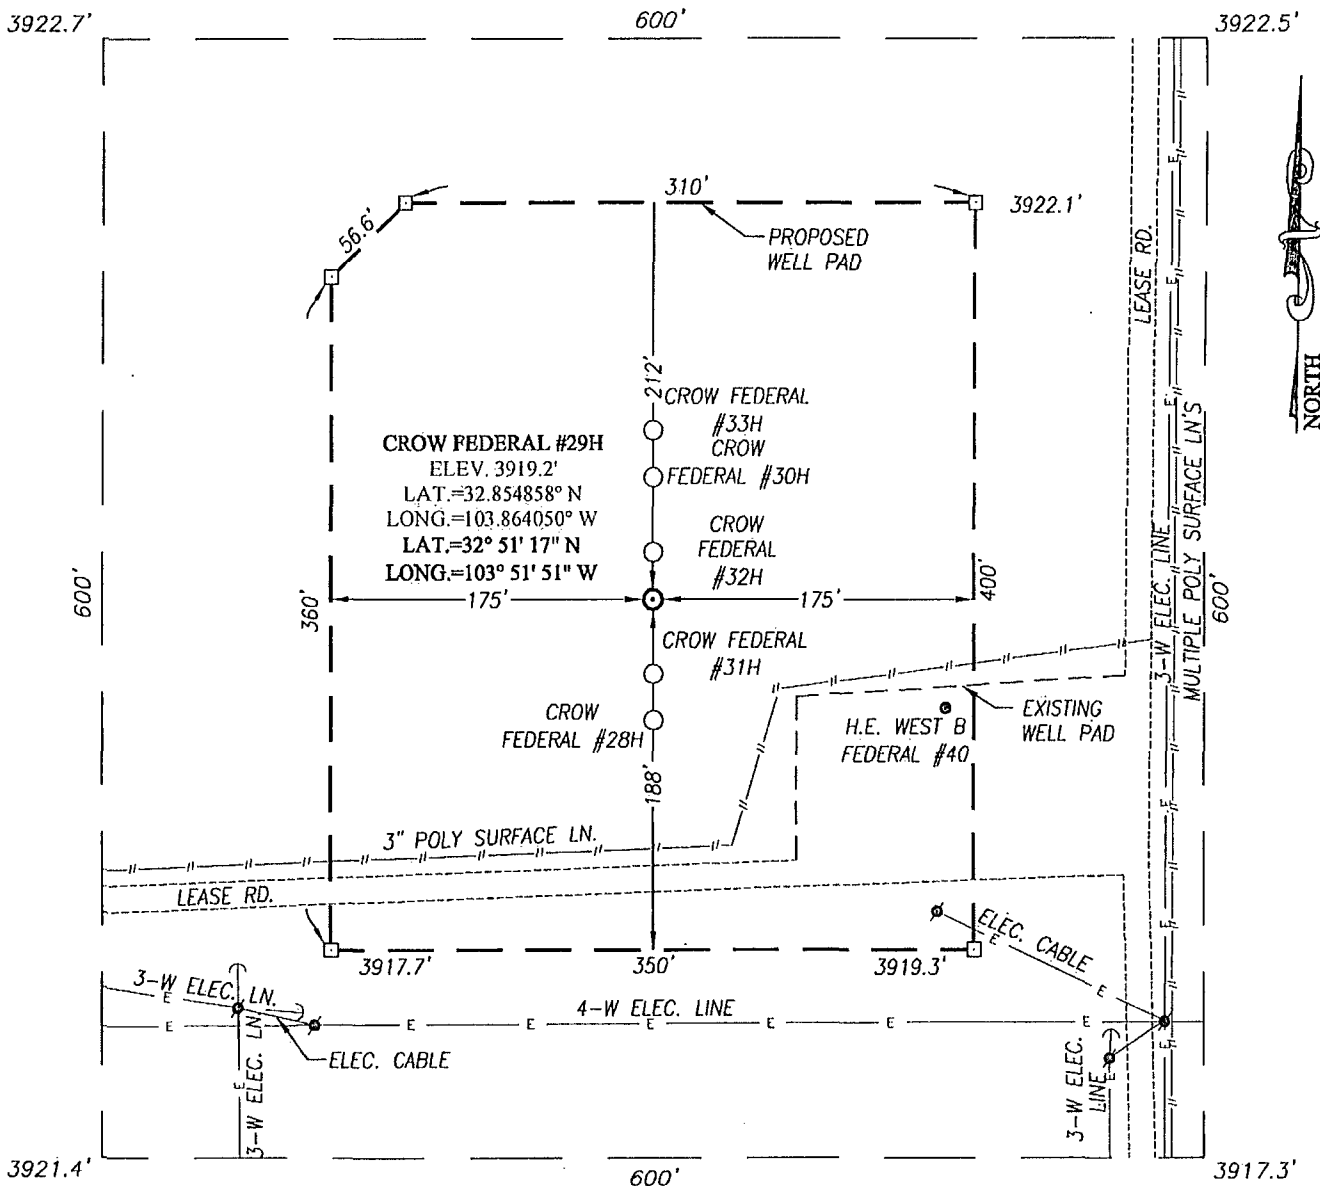 3922.7'
600'
3922.5'
310'
3922.1'
56.6'
PROPOSED
WELL PAD
LEASE RD.
NORTH
212'
CROW FEDERAL
#33H
CROW
FEDERAL #30H
CROW FEDERAL #29H
ELEV. 3919.2'
LAT.=32.854858° N
LONG.=103.864050° W
LAT.=32° 51' 17" N
LONG.=103° 51' 51" W
CROW
FEDERAL
#32H
600'
360'
175'
175'
400'
3-W ELEC. LINE
MULTIPLE POLY SURFACE LN'S
600'
CROW FEDERAL
#31H
CROW
FEDERAL #28H
H.E. WEST B
FEDERAL #40
EXISTING
WELL PAD
188'
3" POLY SURFACE LN.
LEASE RD.
ELEC. CABLE
3917.7'
350'
3919.3'
3-W ELEC. LN.
4-W ELEC. LINE
ELEC. CABLE
3-W ELEC. LN.
3-W ELEC.
LINE
3921.4'
600'
3917.3'